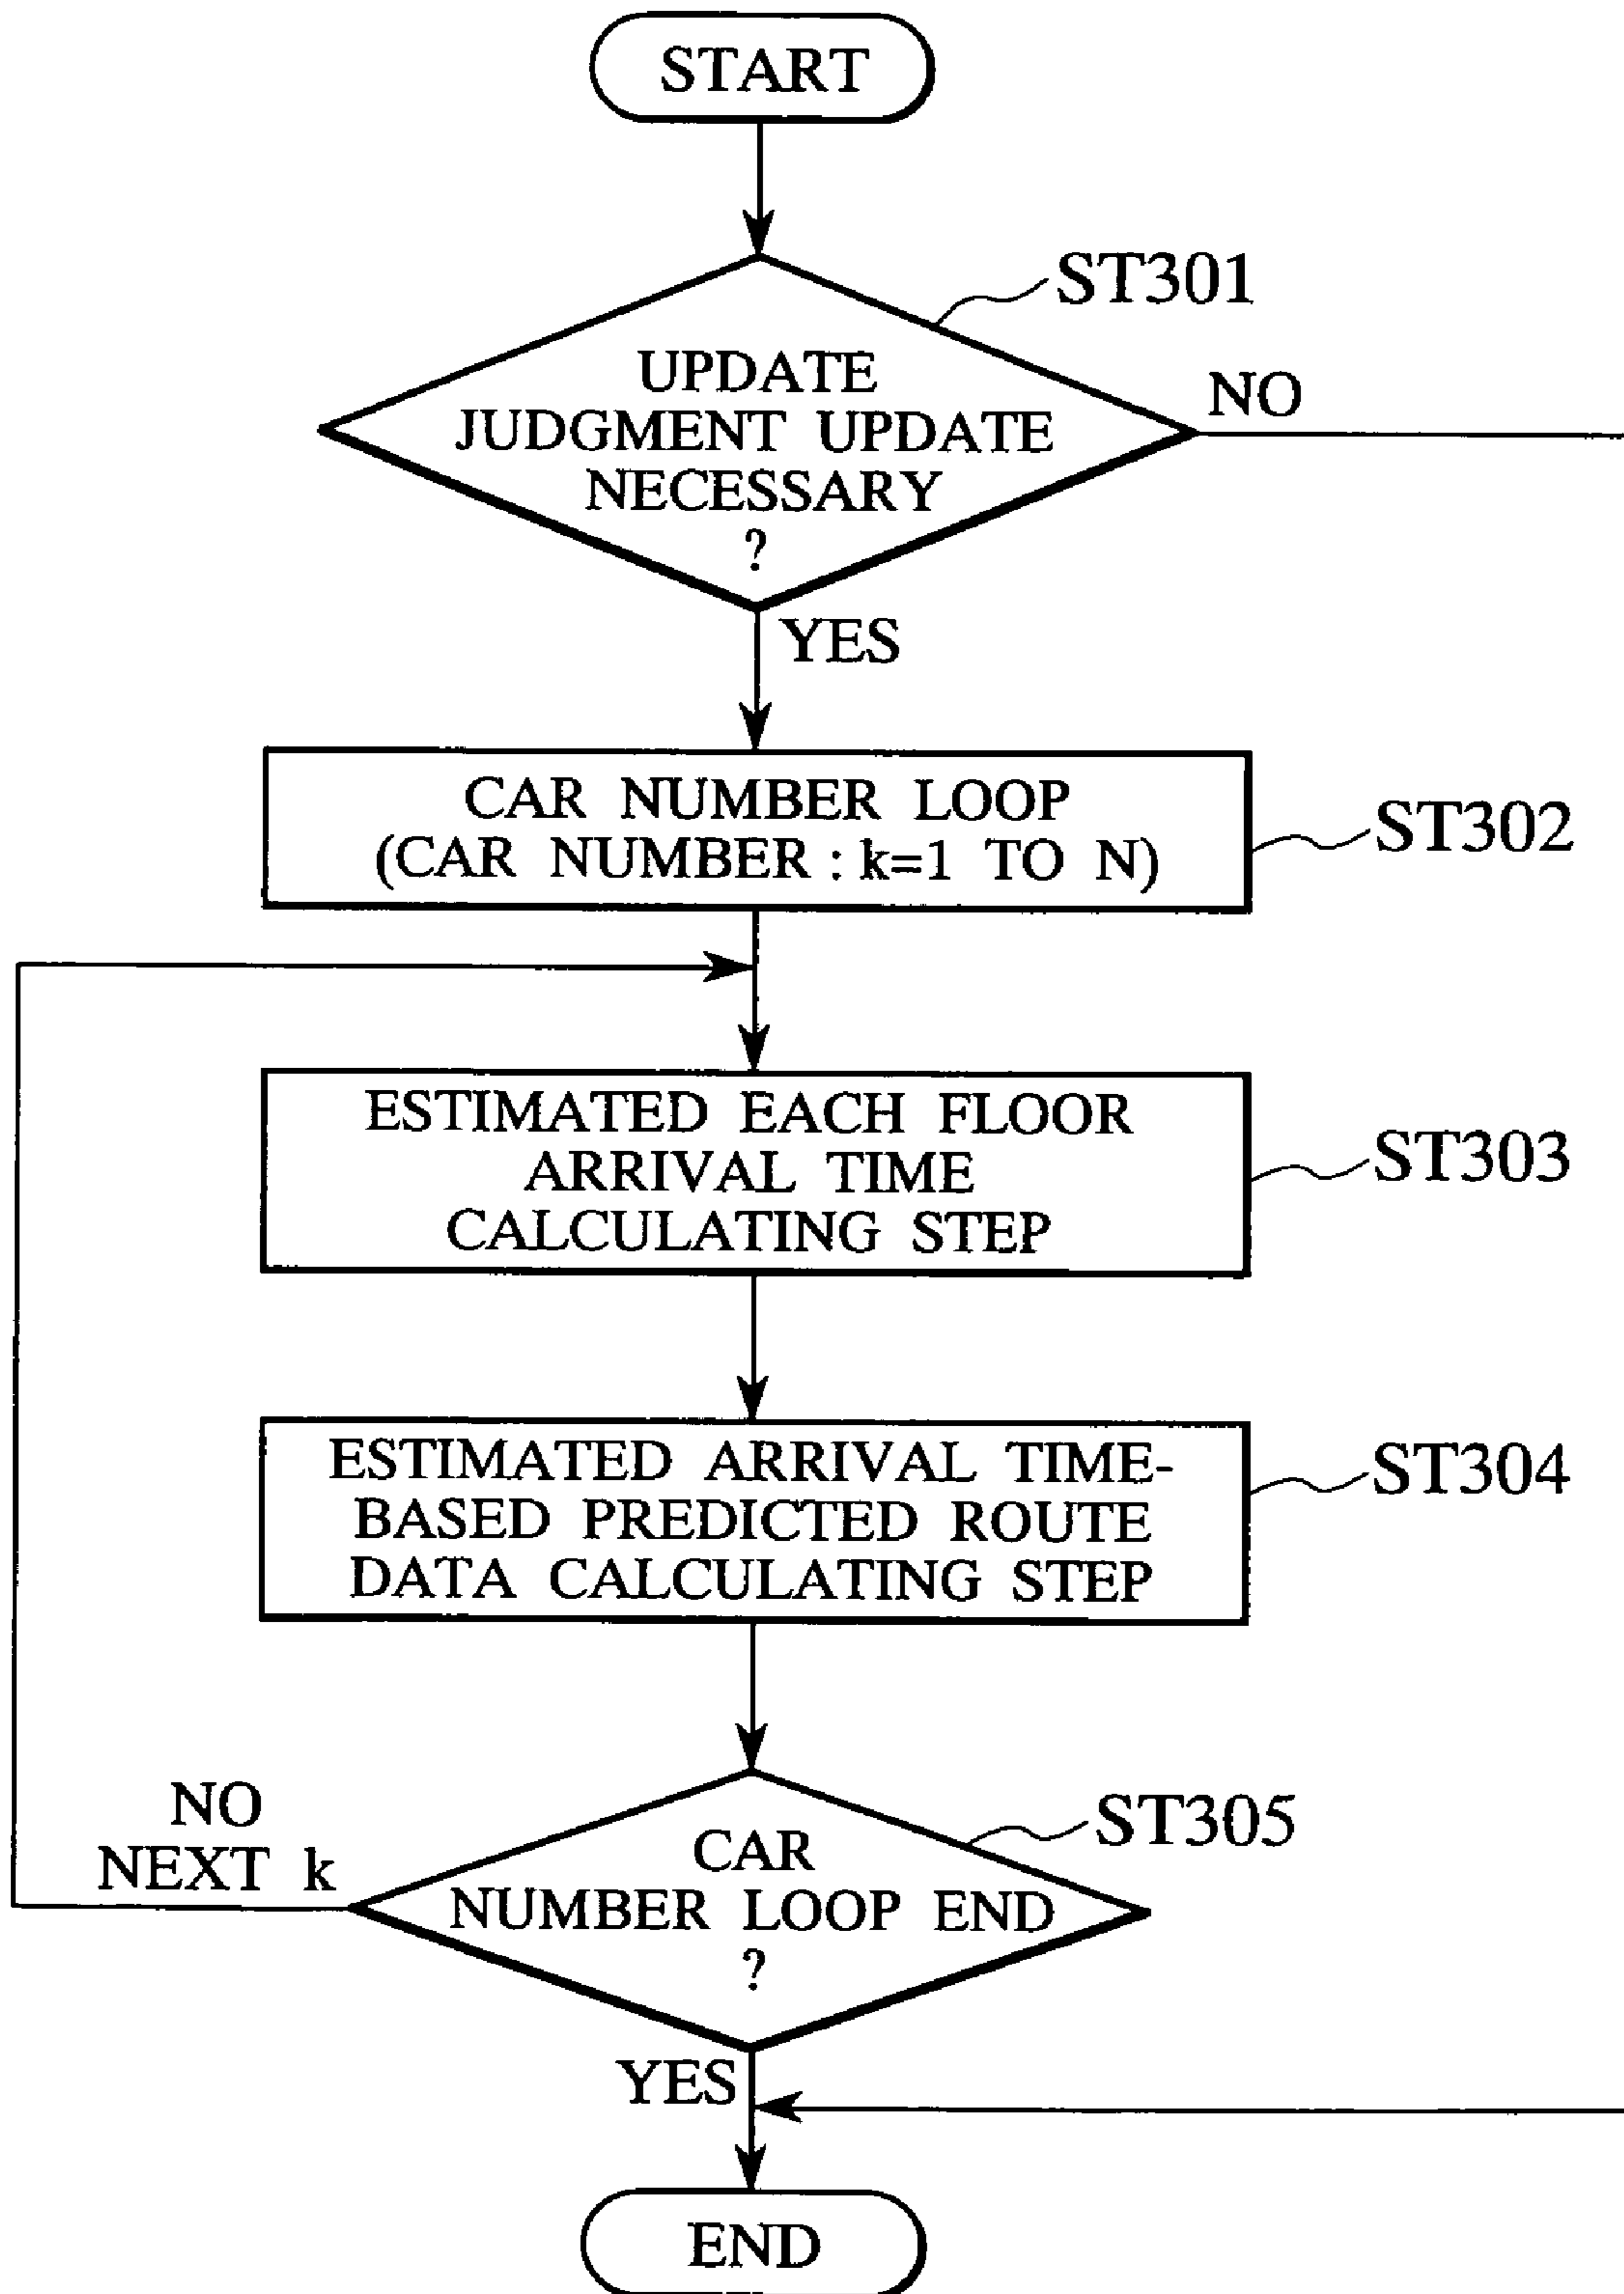 START
ST301
UPDATE
JUDGMENT UPDATE
NECESSARY
?
NO
YES
CAR NUMBER LOOP
(CAR NUMBER : k=1 TO N)
ST302
ESTIMATED EACH FLOOR
ARRIVAL TIME
CALCULATING STEP
ST303
ESTIMATED ARRIVAL TIME-
BASED PREDICTED ROUTE
DATA CALCULATING STEP
ST304
NO
NEXT k
ST305
CAR
NUMBER LOOP END
?
YES
END